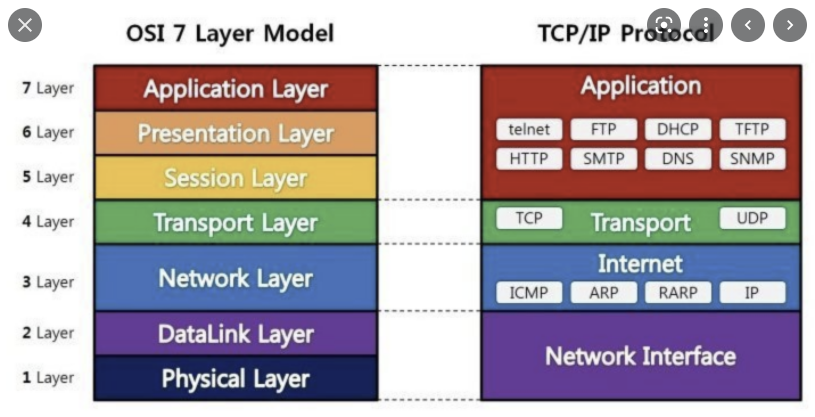 OSI 7 Layer Model
TCP/IP Protocol
7 Layer
Application Layer
6 Layer
Presentation Layer
5 Layer
Session Layer
4 Layer
Transport Layer
3 Layer
Network Layer
2 Layer
DataLink Layer
1 Layer
Physical Layer
Application
telnet FTP DHCP TFTP
HTTP SMTP DNS SNMP
TCP Transport UDP
Internet
ICMP ARP RARP IP
Network Interface